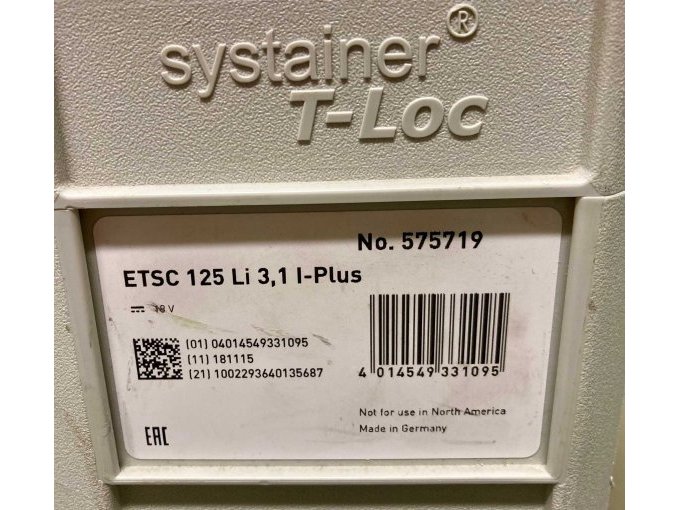 systainer®
T-Loc
No. 575719
ETSC 125 Li 3,1 I-Plus
18 V
(01) 04014549331095
(11) 181115
(21) 1002293640135687
4 014549 331095
Not for use in North America
Made in Germany
EAC